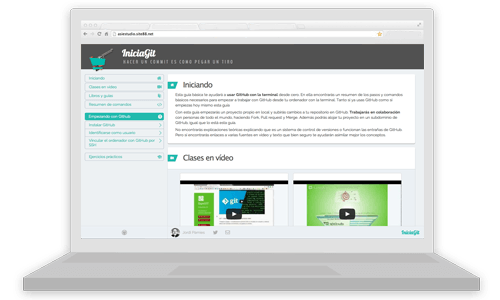 asiestudio.site88.net
IniciaGit
HACER UN COMMIT ES COMO PEGAR UN TIRO
Iniciando
Clases en vídeo
Libros y guías
Resumen de comandos
Empezando con GitHub
Instalar GitHub
Identificarse como usuario
Vincular el ordenador con GitHub por
SSH
Ejercicios prácticos
Iniciando
Esta guía básica te ayudará a usar GitHub con la terminal, desde cero. En ella encontrarás un resumen de los pasos y comandos
básicos necesarios para empezar a trabajar con GitHub desde tu ordenador con la terminal. Tanto si ya usas GitHub como si
empiezas hoy mismo esta guía
Con esta guía empezarás un proyecto propio en local y subirás cambios a tu repositorio en GitHub. Trabajarás en colaboración
con personas de todo el mundo, haciendo Fork, Pull request y Merge. Además podrás alojar tu proyecto en un subdominio de
GitHub, igual que lo está esta guía.
No encontrarás explicaciones teóricas explicando que es un sistema de control de versiones o funcionan las entrañas de GitHub.
Pero si encontrarás enlaces a varias fuentes en vídeo y texto que bien seguro te ayudarán a asimilar mejor los conceptos.
Clases en vídeo
git
IniciaGit